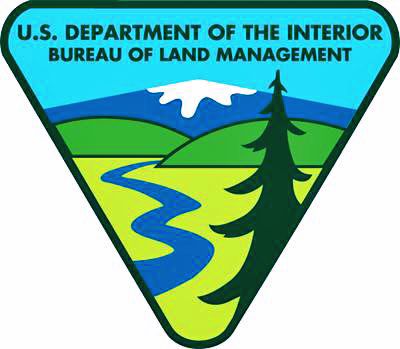 U.S. DEPARTMENT OF THE INTERIOR
BUREAU OF LAND MANAGEMENT